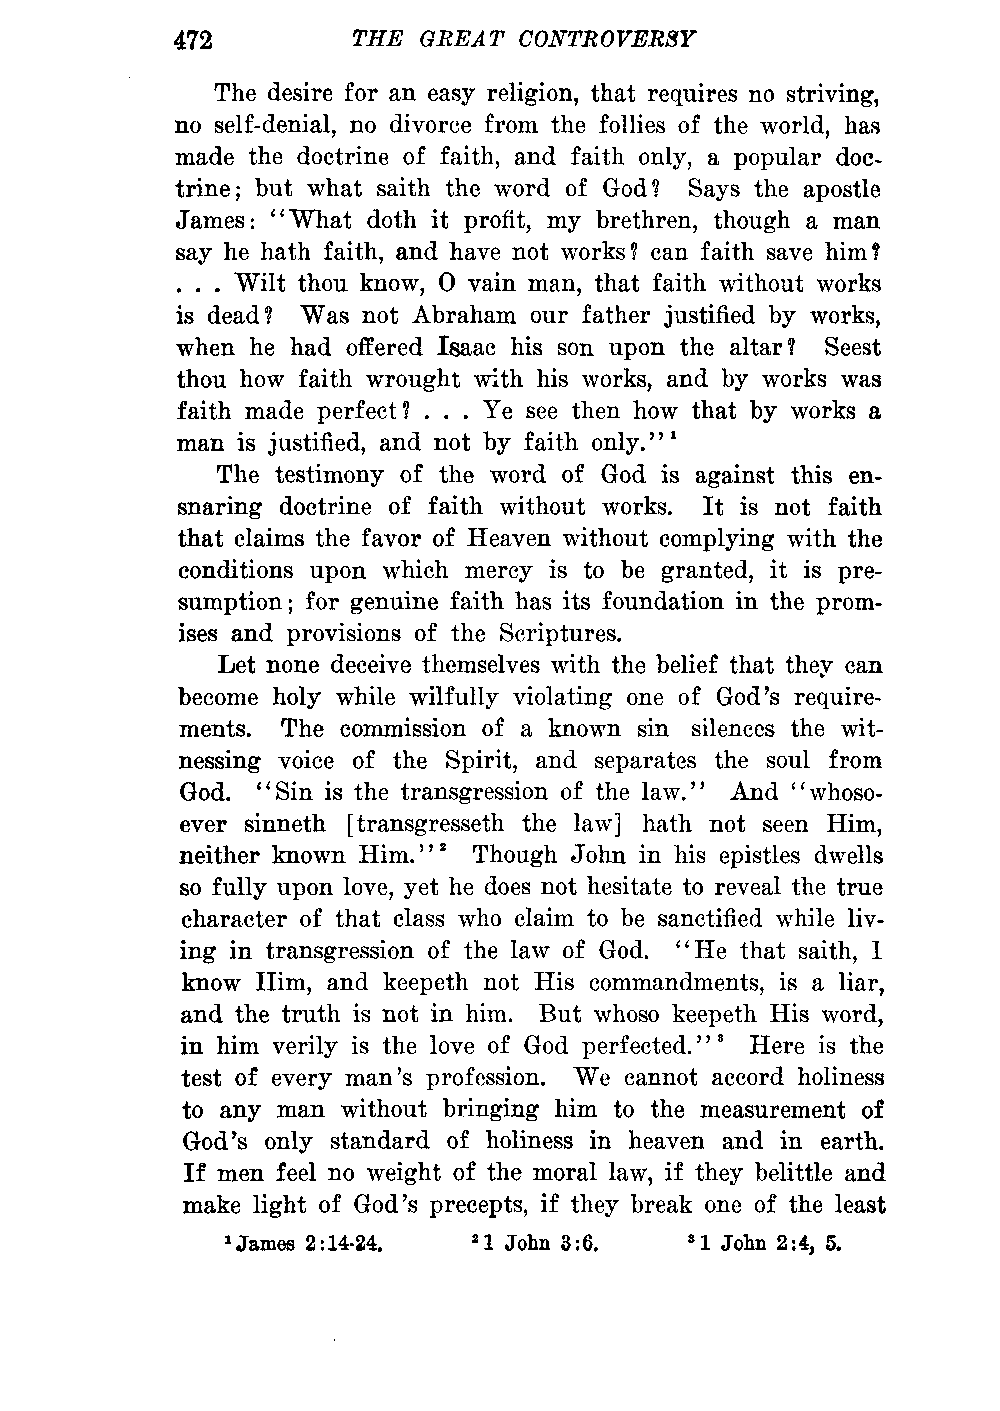 472 THE GREAT CONTROVERSY
The desire for an easy religion, that requires no striving,
no self-denial, no divorce from the follies of the world, has
made the doctrine of faith, and faith only, a popular doc-
trine; but what saith the word of God? Says the apostle
James: "What doth it profit, my brethren, though a man
say he hath faith, and have not works? can faith save him?
. . . Wilt thou know, O vain man, that faith without works
is dead? Was not Abraham our father justified by works,
when he had offered Isaac his son upon the altar? Seest
thou how faith wrought with his works, and by works was
faith made perfect? . . . Ye see then how that by works a
man is justified, and not by faith only."¹
The testimony of the word of God is against this en-
snaring doctrine of faith without works. It is not faith
that claims the favor of Heaven without complying with the
conditions upon which mercy is to be granted, it is pre-
sumption; for genuine faith has its foundation in the prom-
ises and provisions of the Scriptures.
Let none deceive themselves with the belief that they can
become holy while wilfully violating one of God's require-
ments. The commission of a known sin silences the wit-
nessing voice of the Spirit, and separates the soul from
God. "Sin is the transgression of the law." And "whoso-
ever sinneth [transgresseth the law] hath not seen Him,
neither known Him."² Though John in his epistles dwells
so fully upon love, yet he does not hesitate to reveal the true
character of that class who claim to be sanctified while liv-
ing in transgression of the law of God. "He that saith, I
know Him, and keepeth not His commandments, is a liar,
and the truth is not in him. But whoso keepeth His word,
in him verily is the love of God perfected."³ Here is the
test of every man's profession. We cannot accord holiness
to any man without bringing him to the measurement of
God's only standard of holiness in heaven and in earth.
If men feel no weight of the moral law, if they belittle and
make light of God's precepts, if they break one of the least
¹James 2:14-24. ²1 John 3:6. ³1 John 2:4, 5.